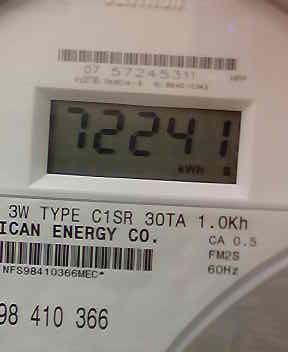 07 57245311
72241
kWh
3W TYPE C1SR 30TA 1.0Kh
ICAN ENERGY CO.
CA 0.5
FM2S
NFS98410366MEC*
60Hz
98 410 366